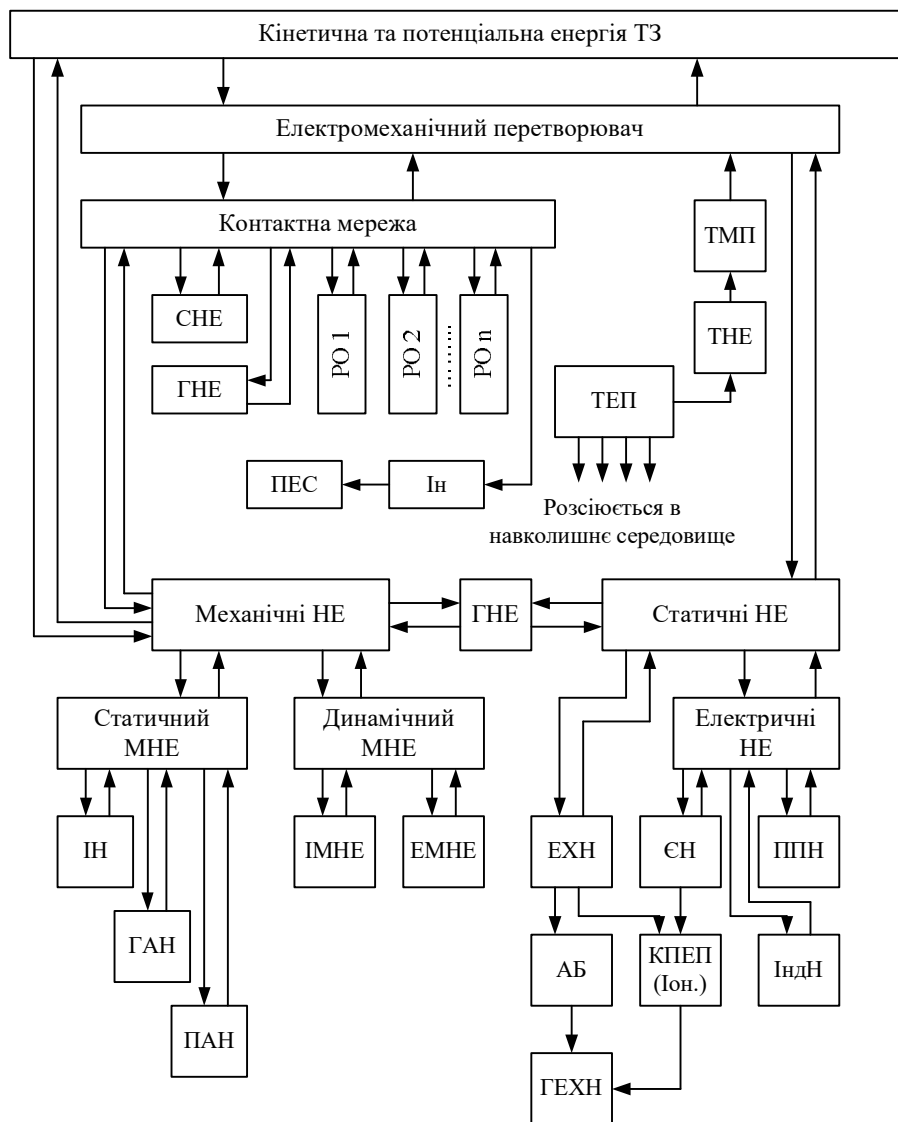 Кінетична та потенціальна енергія ТЗ
Електромеханічний перетворювач
Контактна мережа
ТМП
СНЕ
РО 1
РО 2
РО n
ТНЕ
ГНЕ
ТЕП
ПЕС
Ін
Розсіюється в
навколишнє середовище
Механічні НЕ
ГНЕ
Статичні НЕ
Статичний
МНЕ
Динамічний
МНЕ
Електричні
НЕ
ІН
ІМНЕ
ЕМНЕ
ЕХН
ЄН
ППН
ГАН
АБ
КПЕП
(Іон.)
ІндН
ПАН
ГЕХН